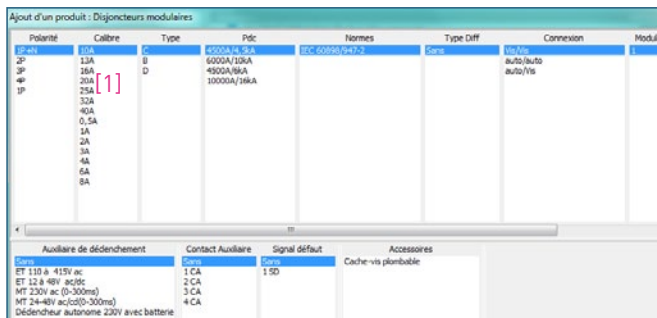 Ajout d'un produit : Disjoncteurs modulaires
Polarité Calibre Type Pdc Normes Type Diff Connexion Modul
1P+N 10A C 4500A/4,5kA IEC 60898/947-2 Sans Vis/Vis 1
2P 13A B 6000A/10kA auto/auto
3P 16A D 4500A/6kA auto/Vis
4P 20A 10000A/16kA
[1]
1P 25A
32A
40A
0,5A
1A
2A
3A
4A
6A
8A
Auxiliaire de dédenchement Contact Auxiliaire Signal défaut Accessoires
Sans Sans Sans Cache-vis plombable
ET 110 à 415V ac 1 CA 1 SD
ET 12 à 48V ac/dc 2 CA
MT 230V ac (0-300ms) 3 CA
MT 24-48V ac/cd(0-300ms) 4 CA
Dédencheur autonome 230V avec batterie